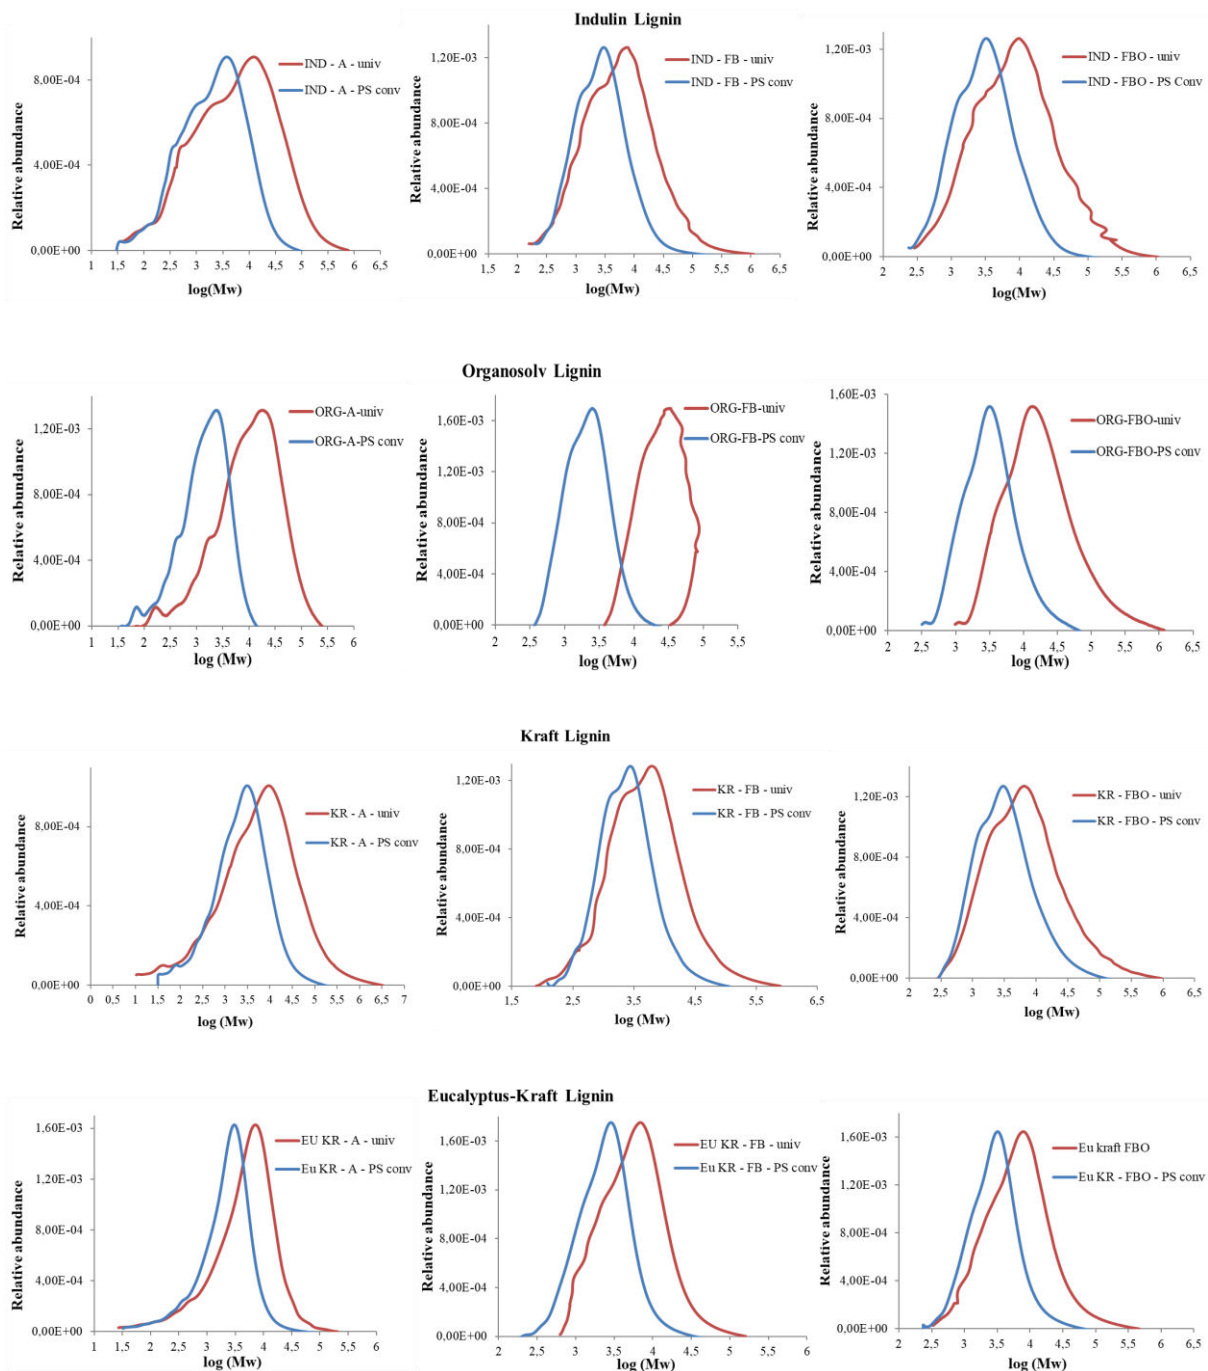 Indulin Lignin
Relative abundance
8,00E-04
4,00E-04
0,00E+00
IND - A - univ
IND - A - PS conv
1 1,5 2 2,5 3 3,5 4 4,5 5 5,5 6 6,5
log(Mw)
Relative abundance
1,20E-03
8,00E-04
4,00E-04
0,00E+00
IND - FB - univ
IND - FB - PS conv
1,5 2 2,5 3 3,5 4 4,5 5 5,5 6 6,5
log(Mw)
Relative abundance
1,20E-03
8,00E-04
4,00E-04
0,00E+00
IND - FBO - univ
IND - FBO - PS Conv
2 2,5 3 3,5 4 4,5 5 5,5 6 6,5
log(Mw)
Organosolv Lignin
Relative abundance
1,20E-03
8,00E-04
4,00E-04
0,00E+00
ORG-A-univ
ORG-A-PS conv
1 1,5 2 2,5 3 3,5 4 4,5 5 5,5 6
log (Mw)
Relative abundance
1,60E-03
1,20E-03
8,00E-04
4,00E-04
0,00E+00
ORG-FB-univ
ORG-FB-PS conv
2 2,5 3 3,5 4 4,5 5 5,5
log (Mw)
Relative abundance
1,60E-03
1,20E-03
8,00E-04
4,00E-04
0,00E+00
ORG-FBO-univ
ORG-FBO-PS conv
2 2,5 3 3,5 4 4,5 5 5,5 6 6,5
log (Mw)
Kraft Lignin
Relative abundance
8,00E-04
4,00E-04
0,00E+00
KR - A - univ
KR - A - PS conv
0 0,5 1 1,5 2 2,5 3 3,5 4 4,5 5 5,5 6 6,5 7
log (Mw)
Relative abundance
1,20E-03
8,00E-04
4,00E-04
0,00E+00
KR - FB - univ
KR - FB - PS conv
1,5 2,5 3,5 4,5 5,5 6,5
log (Mw)
Relative abundance
1,20E-03
8,00E-04
4,00E-04
0,00E+00
KR - FBO - univ
KR - FBO - PS conv
2 2,5 3 3,5 4 4,5 5 5,5 6 6,5
log (Mw)
Eucalyptus-Kraft Lignin
Relative abundance
1,60E-03
1,20E-03
8,00E-04
4,00E-04
0,00E+00
EU KR - A - univ
Eu KR - A - PS conv
1 1,5 2 2,5 3 3,5 4 4,5 5 5,5 6
log (Mw)
Relative abundance
1,60E-03
1,20E-03
8,00E-04
4,00E-04
0,00E+00
EU KR - FB - univ
Eu KR - FB - PS conv
2 2,5 3 3,5 4 4,5 5 5,5 6
log (Mw)
Relative abundance
1,60E-03
1,20E-03
8,00E-04
4,00E-04
0,00E+00
Eu kraft FBO
Eu KR - FBO - PS conv
2 2,5 3 3,5 4 4,5 5 5,5 6 6,5
log (Mw)